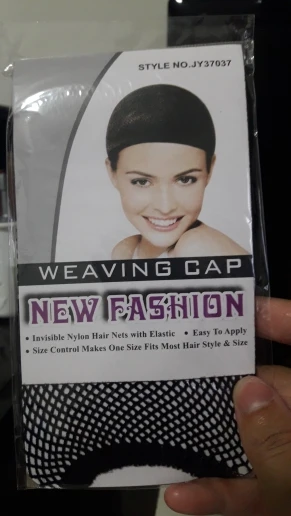 STYLE NO.JY37037
WEAVING CAP
NEW FASHION
• Invisible Nylon Hair Nets with Elastic • Easy To Apply
• Size Control Makes One Size Fits Most Hair Style & Size